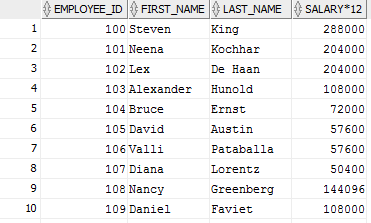 EMPLOYEE_ID FIRST_NAME LAST_NAME SALARY*12
1 100 Steven King 288000
2 101 Neena Kochhar 204000
3 102 Lex De Haan 204000
4 103 Alexander Hunold 108000
5 104 Bruce Ernst 72000
6 105 David Austin 57600
7 106 Valli Pataballa 57600
8 107 Diana Lorentz 50400
9 108 Nancy Greenberg 144096
10 109 Daniel Faviet 108000